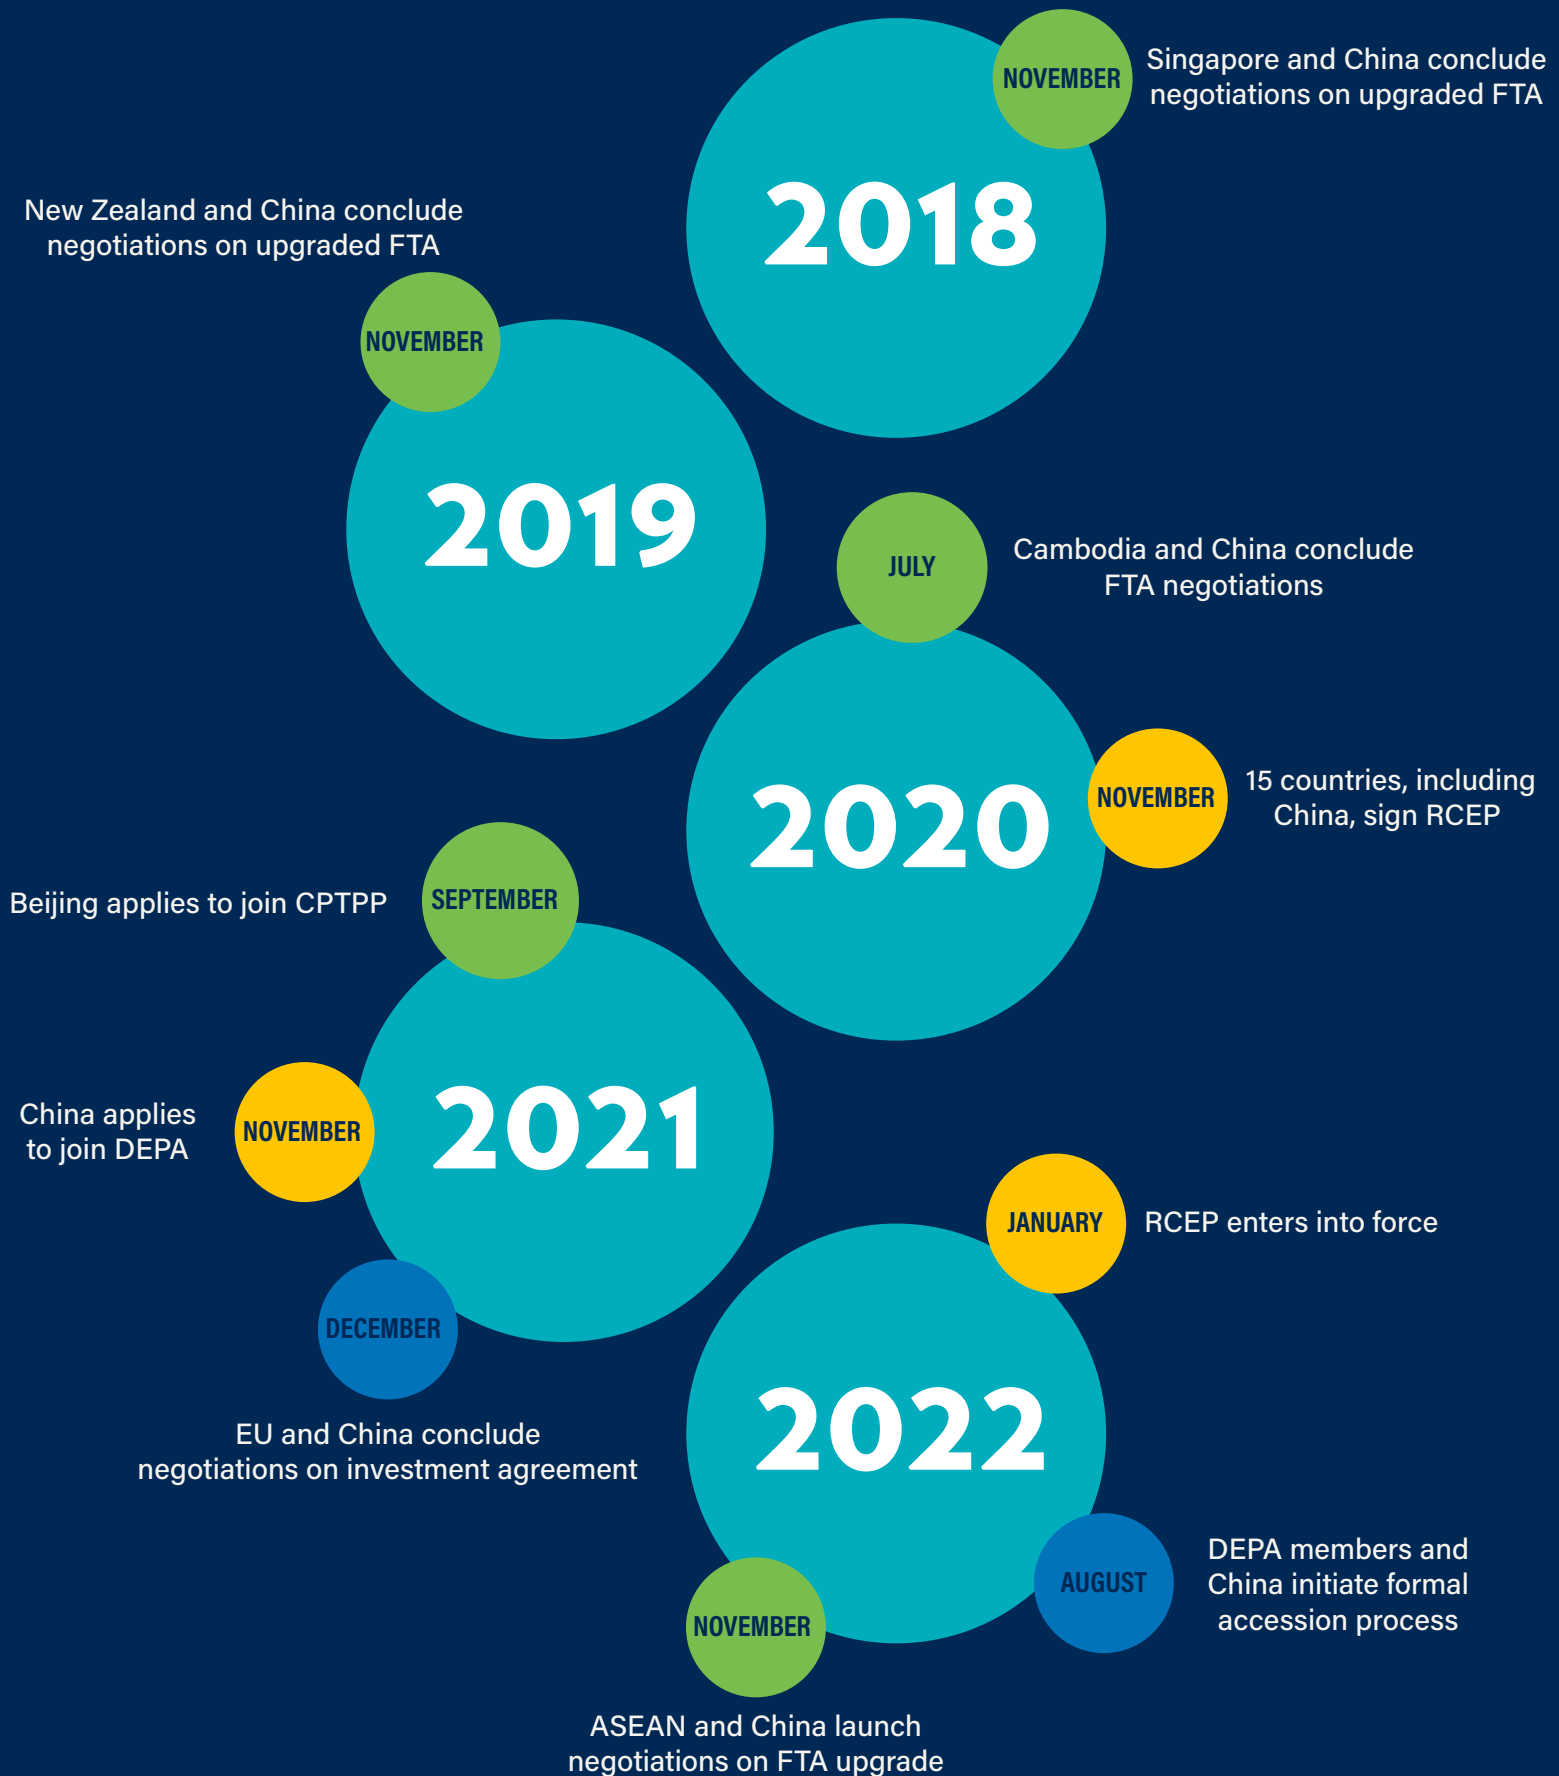 NOVEMBER
Singapore and China conclude
negotiations on upgraded FTA
2018
New Zealand and China conclude
negotiations on upgraded FTA
NOVEMBER
2019
JULY
Cambodia and China conclude
FTA negotiations
2020
NOVEMBER
15 countries, including
China, sign RCEP
Beijing applies to join CPTPP
SEPTEMBER
China applies
to join DEPA
NOVEMBER
2021
DECEMBER
EU and China conclude
negotiations on investment agreement
JANUARY
RCEP enters into force
2022
AUGUST
DEPA members and
China initiate formal
accession process
NOVEMBER
ASEAN and China launch
negotiations on FTA upgrade